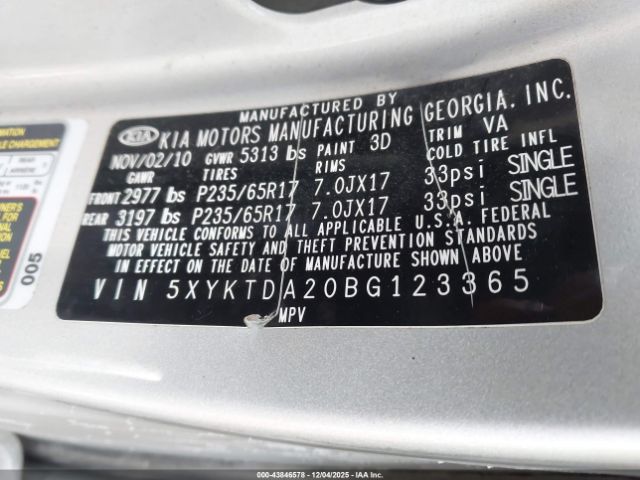 MANUFACTURED BY
KIA KIA MOTORS MANUFACTURING GEORGIA, INC.
NOV/02/10 GVWR 5313 lbs PAINT 3D TRIM VA
GAWR TIRES RIMS COLD TIRE INFL
FRONT 2977 lbs P235/65R17 7.0JX17 33psi SINGLE
REAR 3197 lbs P235/65R17 7.0JX17 33psi SINGLE
THIS VEHICLE CONFORMS TO ALL APPLICABLE U.S.A. FEDERAL
MOTOR VEHICLE SAFETY AND THEFT PREVENTION STANDARDS
IN EFFECT ON THE DATE OF MANUFACTURE SHOWN ABOVE
VIN 5XYKTDA20BG123365
MPV
005
000-43846578 - 12/04/2025 - IAAI.COM